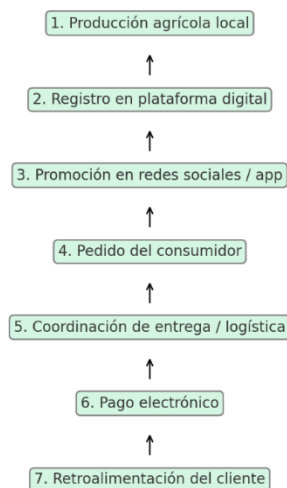 1. Producción agrícola local
2. Registro en plataforma digital
3. Promoción en redes sociales / app
4. Pedido del consumidor
5. Coordinación de entrega / logística
6. Pago electrónico
7. Retroalimentación del cliente